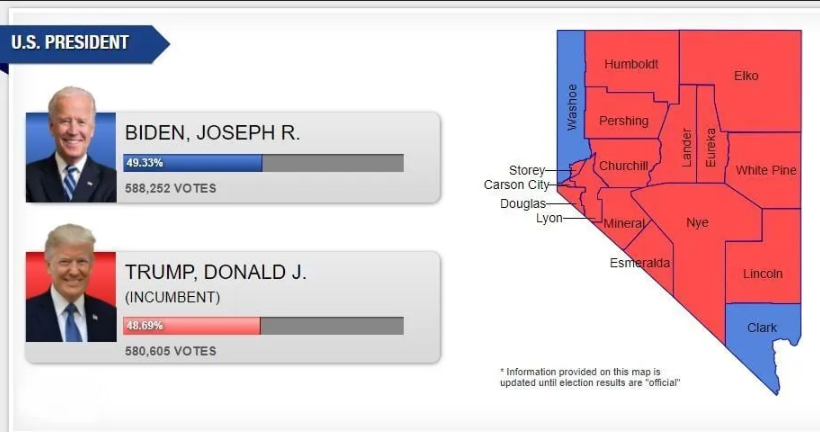 U.S. PRESIDENT
BIDEN, JOSEPH R.
49.33%
588,252 VOTES
TRUMP, DONALD J.
(INCUMBENT)
48.69%
580,605 VOTES
Humboldt
Elko
Washoe
Pershing
Lander
Eureka
Churchill
White Pine
Storey
Carson City
Douglas
Lyon
Mineral
Nye
Esmeralda
Lincoln
Clark
* Information provided on this map is
updated until election results are "official"